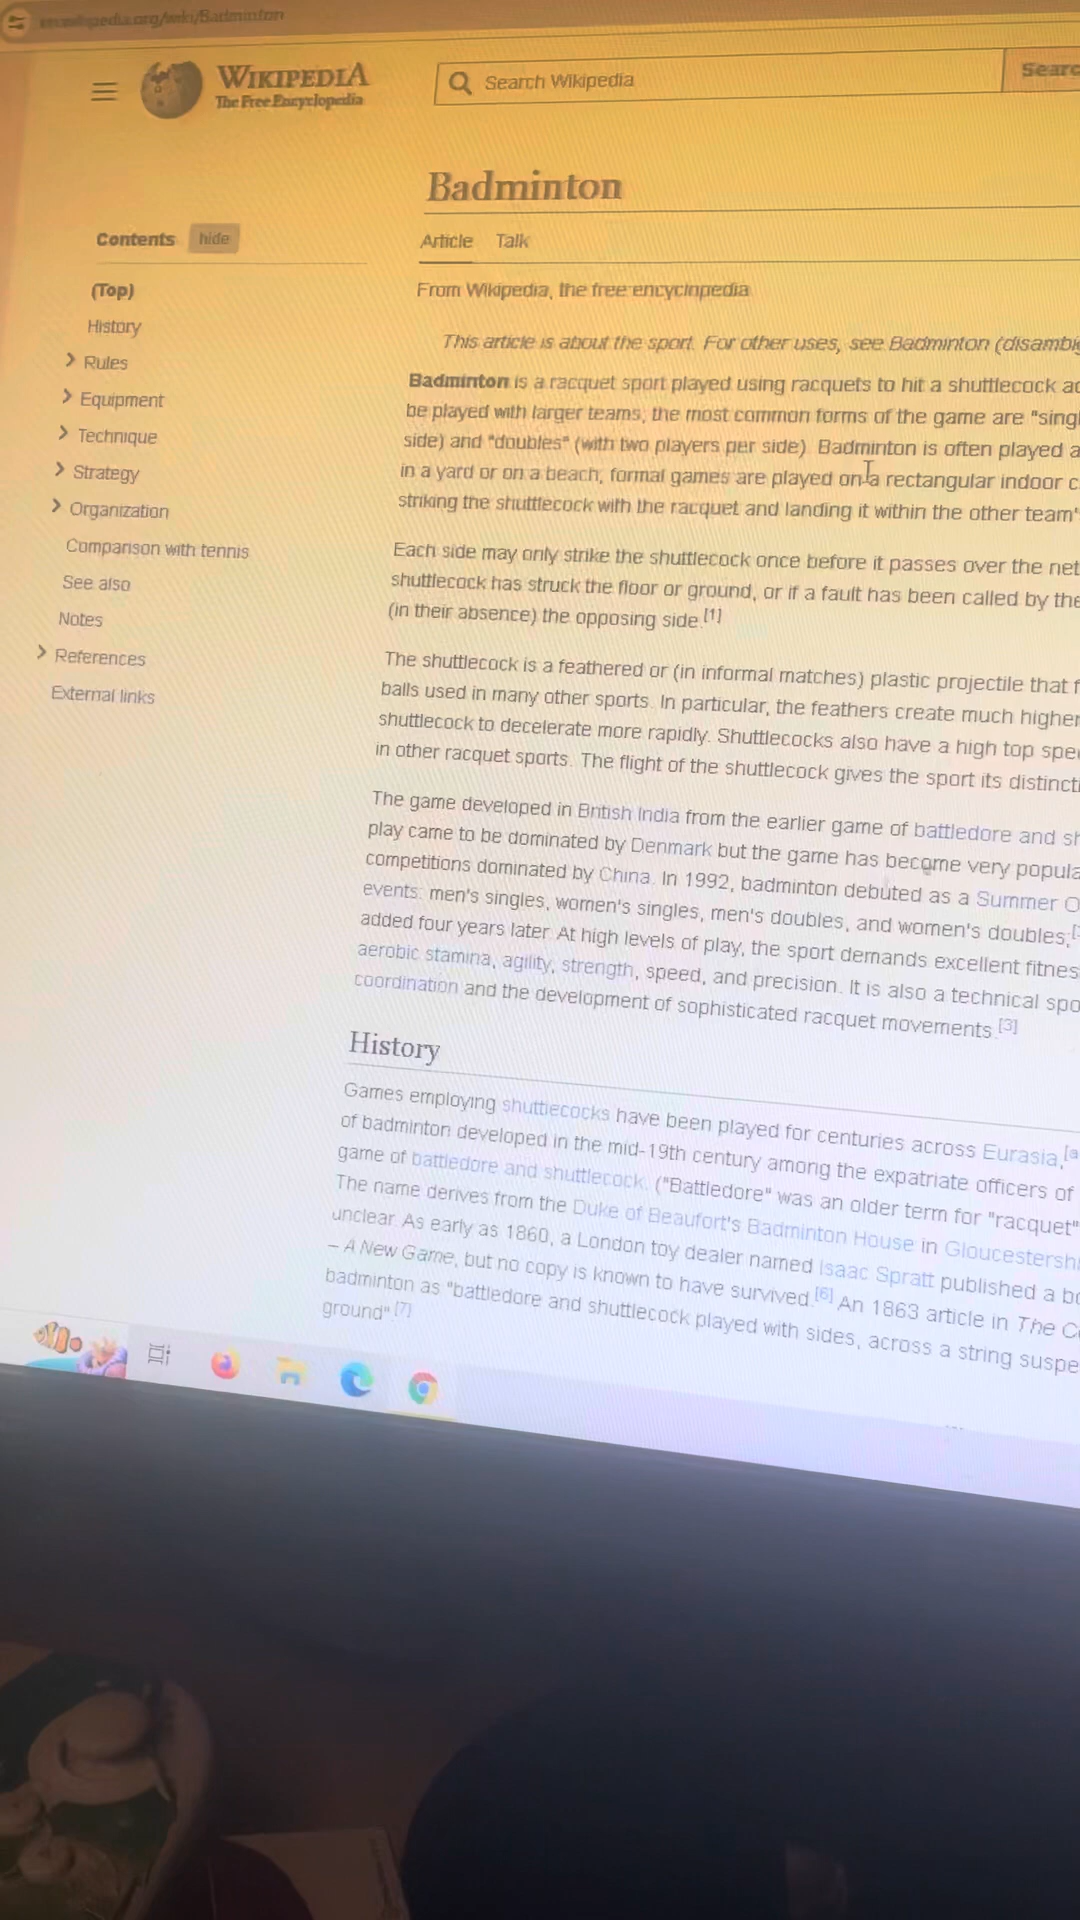 en.wikipedia.org/wiki/Badminton
WIKIPEDIA
The Free Encyclopedia
Search Wikipedia
Searc
Badminton
Contents hide
Article Talk
(Top)
History
Rules
Equipment
Technique
Strategy
Organization
Comparison with tennis
See also
Notes
References
External links
From Wikipedia, the free encyclopedia
This article is about the sport. For other uses, see Badminton (disambig
Badminton is a racquet sport played using racquets to hit a shuttlecock ac
be played with larger teams, the most common forms of the game are "singl
side) and "doubles" (with two players per side). Badminton is often played a
in a yard or on a beach; formal games are played on a rectangular indoor c
striking the shuttlecock with the racquet and landing it within the other team'
Each side may only strike the shuttlecock once before it passes over the net
shuttlecock has struck the floor or ground, or if a fault has been called by the
(in their absence) the opposing side.[1]
The shuttlecock is a feathered or (in informal matches) plastic projectile that f
balls used in many other sports. In particular, the feathers create much higher
shuttlecock to decelerate more rapidly. Shuttlecocks also have a high top spe
in other racquet sports. The flight of the shuttlecock gives the sport its distincti
The game developed in British India from the earlier game of battledore and sh
play came to be dominated by Denmark but the game has become very popula
competitions dominated by China. In 1992, badminton debuted as a Summer O
events: men's singles, women's singles, men's doubles, and women's doubles;[
added four years later. At high levels of play, the sport demands excellent fitnes
aerobic stamina, agility, strength, speed, and precision. It is also a technical spo
coordination and the development of sophisticated racquet movements.[3]
History
Games employing shuttlecocks have been played for centuries across Eurasia,[a
of badminton developed in the mid-19th century among the expatriate officers of
game of battledore and shuttlecock. ("Battledore" was an older term for "racquet"
The name derives from the Duke of Beaufort's Badminton House in Gloucestershi
unclear. As early as 1860, a London toy dealer named Isaac Spratt published a bo
– A New Game, but no copy is known to have survived.[6] An 1863 article in The C
badminton as "battledore and shuttlecock played with sides, across a string suspe
ground".[7]